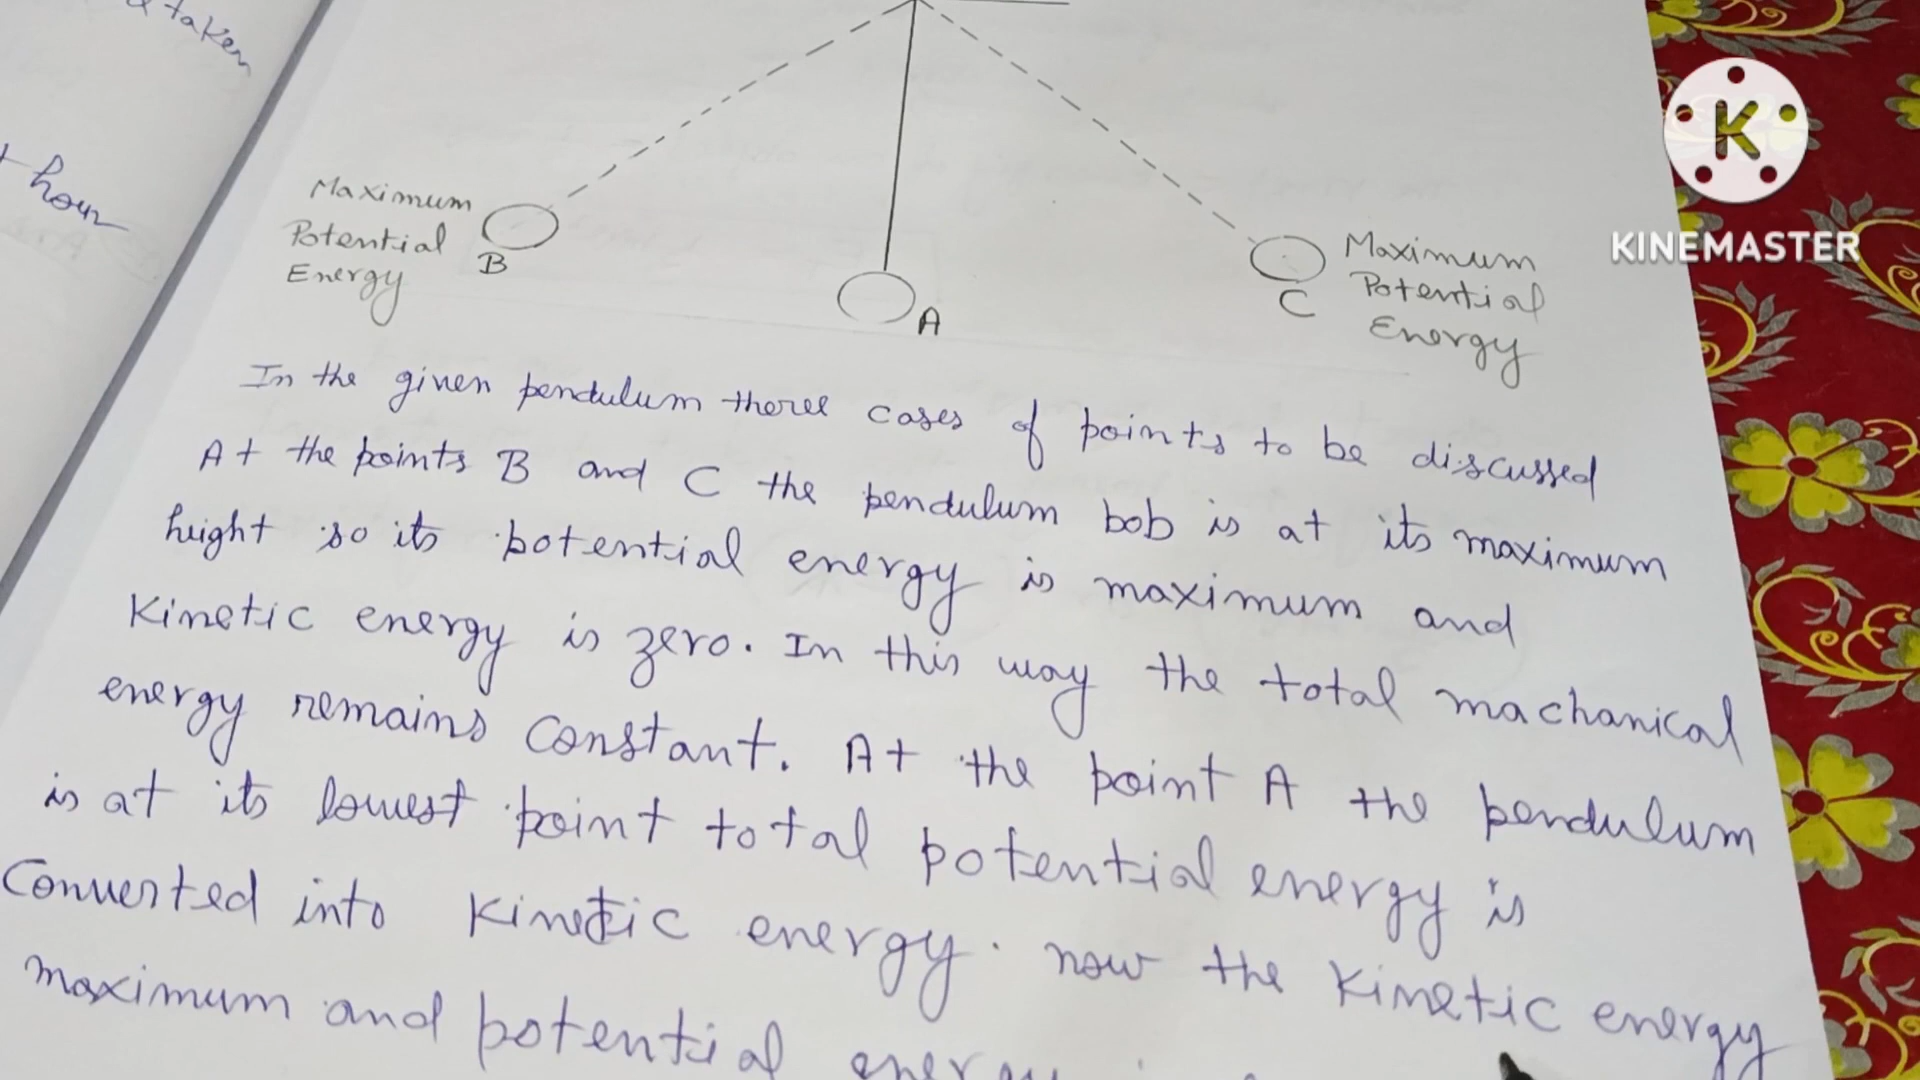 taken
hour
Maximum
Potential
Energy
B
A
C
Maximum
Potential
Energy
KINEMASTER
In the given pendulum theree cases of points to be discussed
At the points B and C the pendulum bob is at its maximum
height so its potential energy is maximum and
Kinetic energy is zero. In this way the total machanical
energy remains constant. At the point A the pendulum
is at its lowest point total potential energy is
Converted into Kinetic energy. now the Kinetic energy
maximum and potential